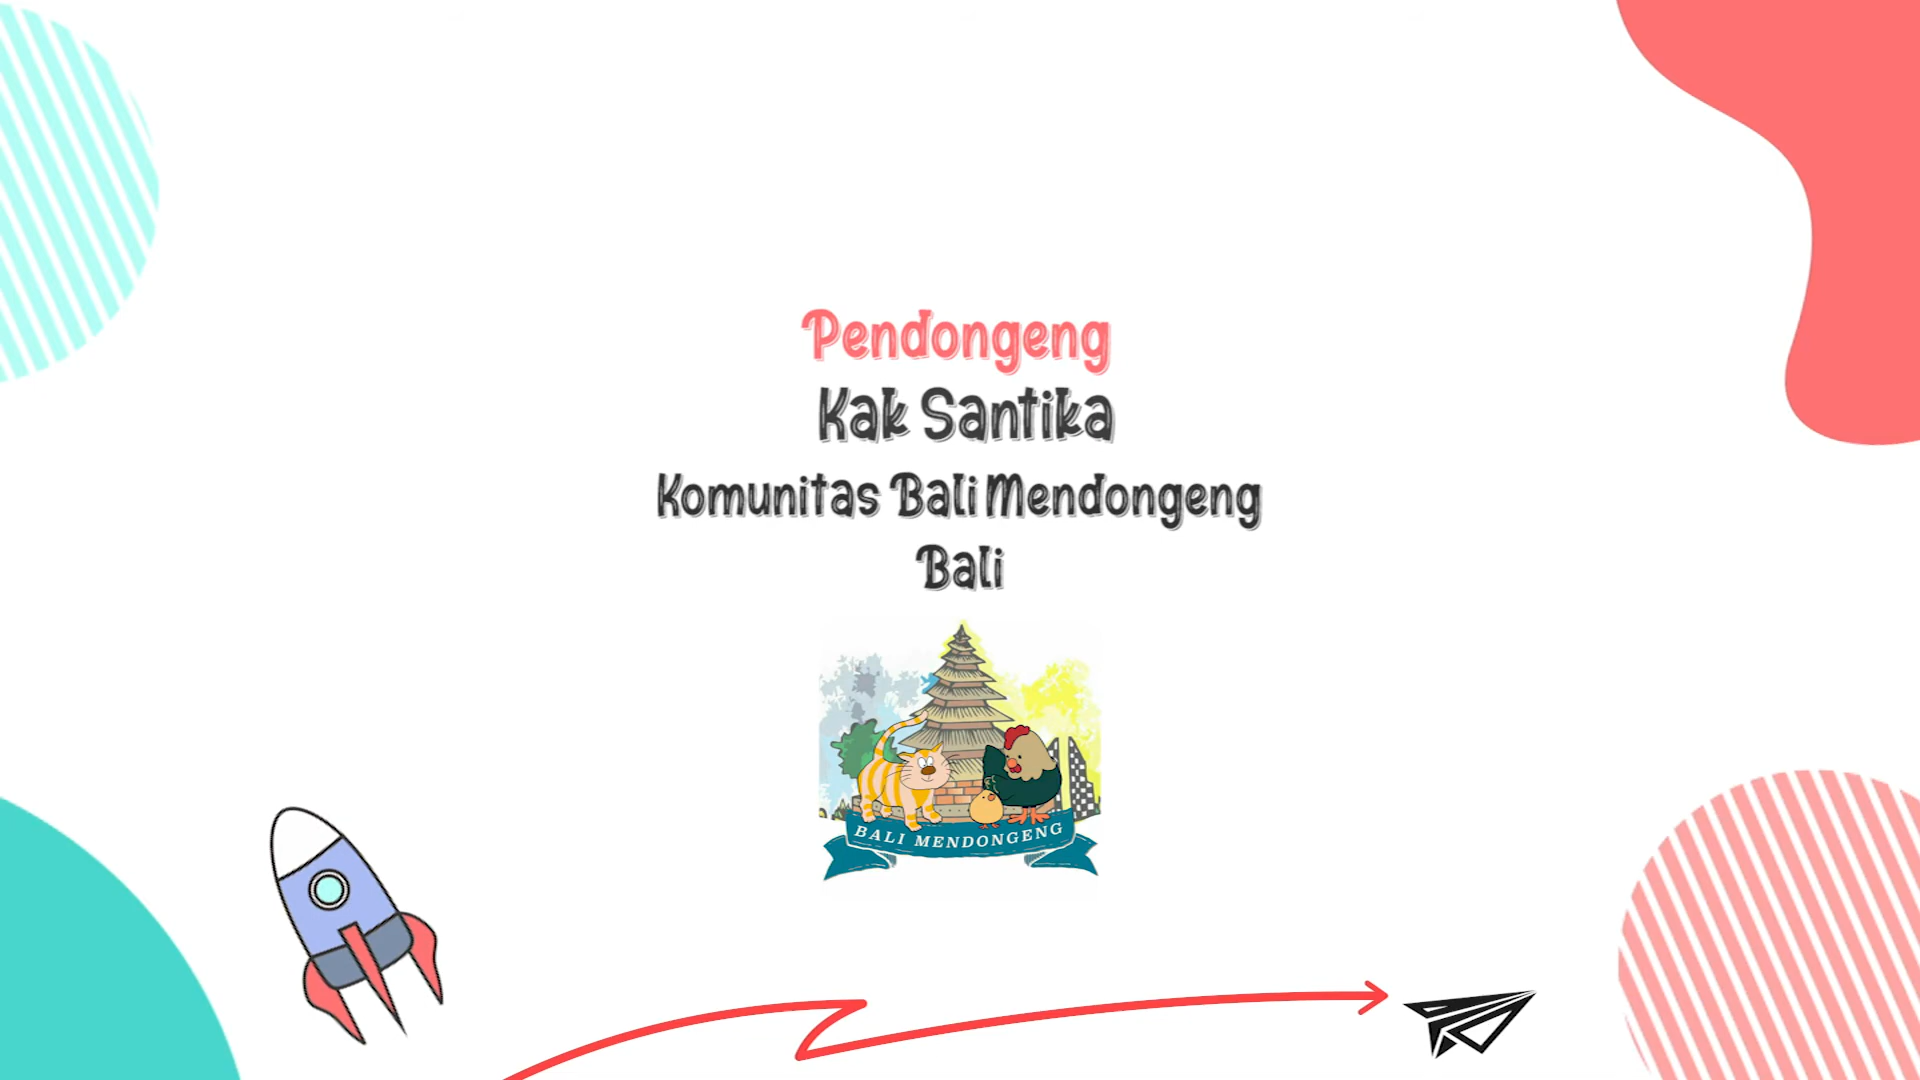 Pendongeng
Kak Santika
Komunitas Bali Mendongeng
Bali
BALI MENDONGENG